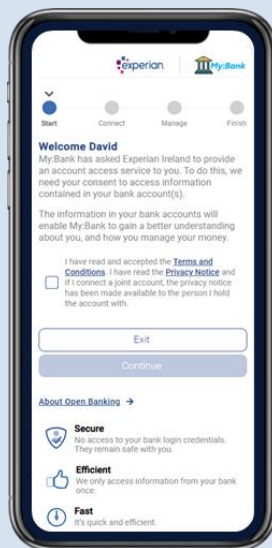 experian.
My:Bank
Start
Connect
Manage
Finish
Welcome David
My:Bank has asked Experian Ireland to provide
an account access service to you. To do this, we
need your consent to access information
contained in your bank account(s).
The information in your bank accounts will
enable My:Bank to gain a better understanding
about you, and how you manage your money.
I have read and accepted the Terms and
Conditions. I have read the Privacy Notice and
if I connect a joint account, the privacy notice
has been made available to the person I hold
the account with.
Exit
Continue
About Open Banking →
Secure
No access to your bank login credentials.
They remain safe with you.
Efficient
We only access information from your bank
once.
Fast
It's quick and efficient.